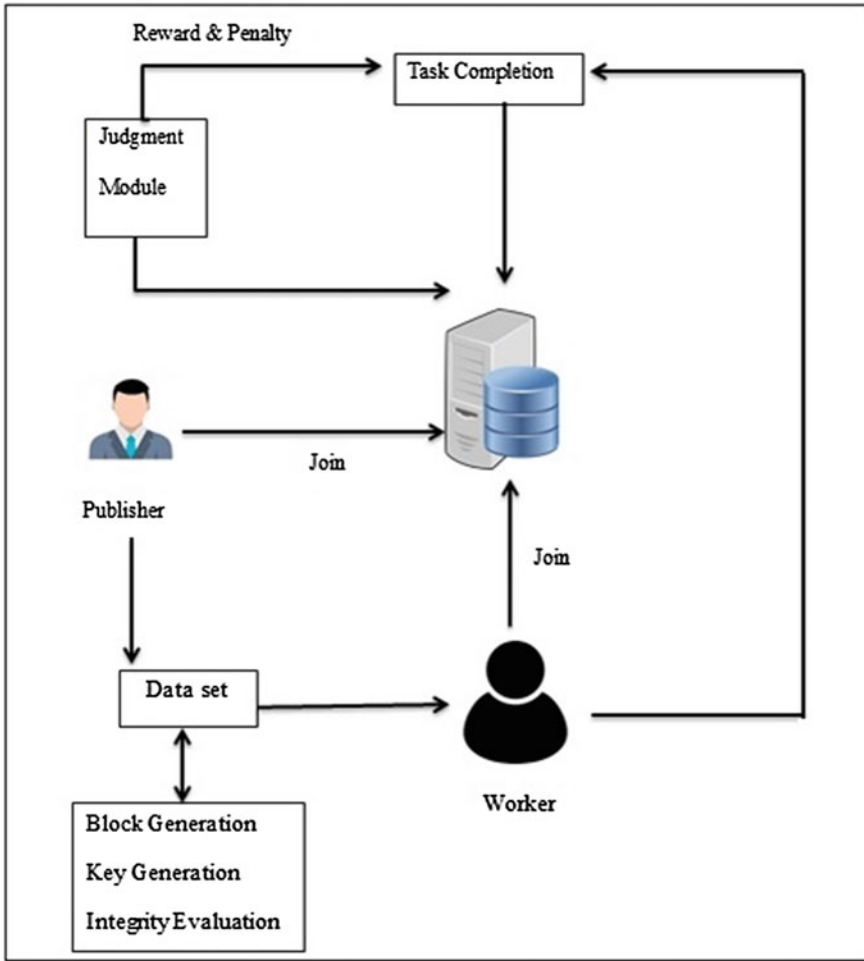 Reward & Penalty
Task Completion
Judgment
Module
Join
Publisher
Join
Data set
Worker
Block Generation
Key Generation
Integrity Evaluation